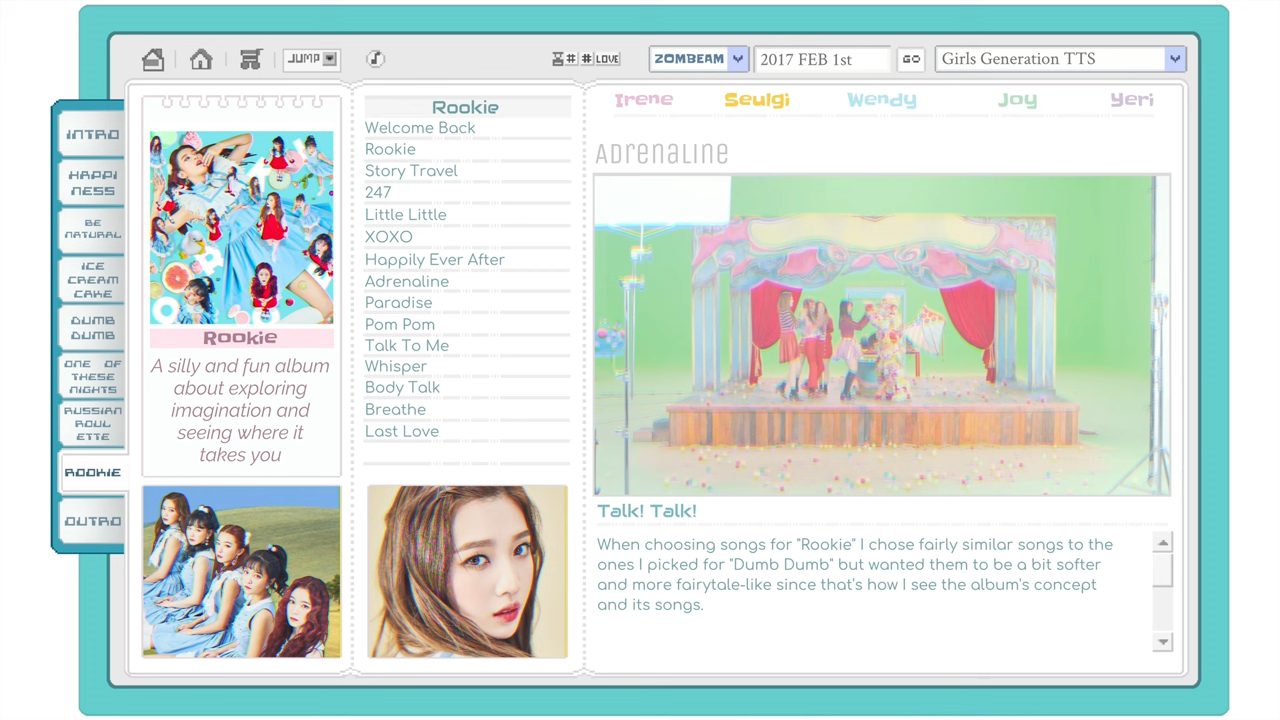 JUMP
# # LOVE
ZOMBEAM
2017 FEB 1st
GO
Girls Generation TTS
INTRO
HAPPI
NESS
BE
NATURAL
ICE
CREAM
CAKE
DUMB
DUMB
ONE OF
THESE
NIGHTS
RUSSIAN
ROUL
ETTE
ROOKIE
OUTRO
Rookie
A silly and fun album
about exploring
imagination and
seeing where it
takes you
Rookie
Welcome Back
Rookie
Story Travel
247
Little Little
XOXO
Happily Ever After
Adrenaline
Paradise
Pom Pom
Talk To Me
Whisper
Body Talk
Breathe
Last Love
Irene Seulgi Wendy Joy Yeri
Adrenaline
Talk! Talk!
When choosing songs for "Rookie" I chose fairly similar songs to the
ones I picked for "Dumb Dumb" but wanted them to be a bit softer
and more fairytale-like since that's how I see the album's concept
and its songs.